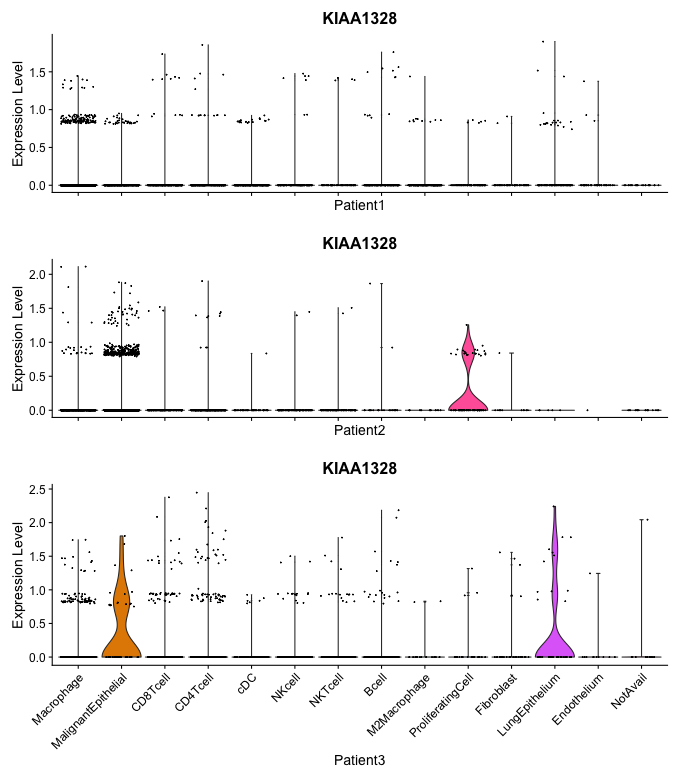 KIAA1328
Expression Level
1.5
1.0
0.5
0.0
Patient1
KIAA1328
Expression Level
2.0
1.5
1.0
0.5
0.0
Patient2
KIAA1328
Expression Level
2.5
2.0
1.5
1.0
0.5
0.0
Macrophage
MalignantEpithelial
CD8Tcell
CD4Tcell
cDC
NKcell
NKTcell
Bcell
M2Macrophage
ProliferatingCell
Fibroblast
LungEpithelium
Endothelium
NotAvail
Patient3